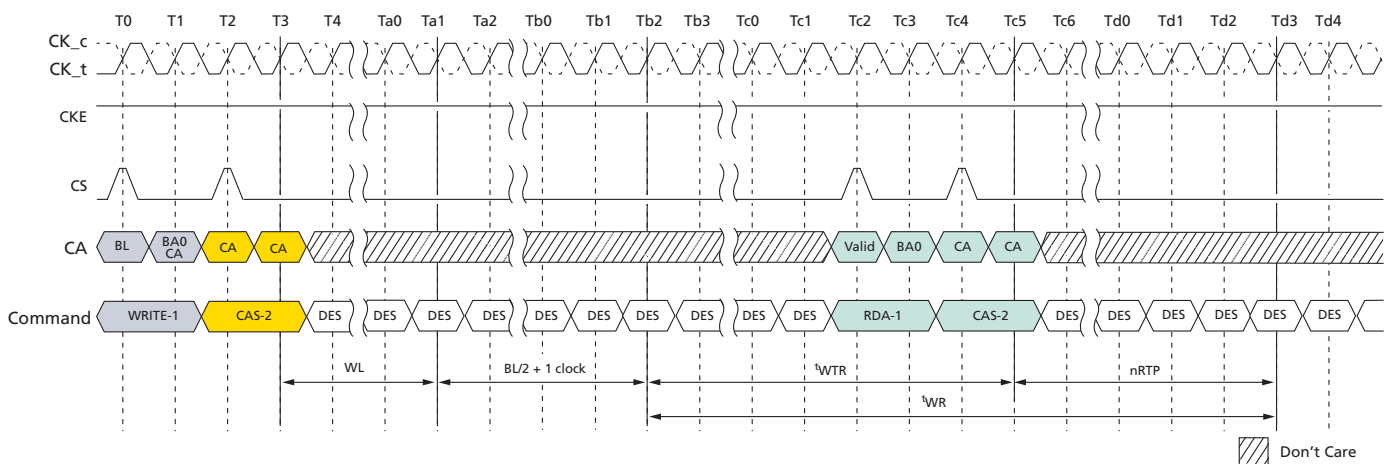 T0 T1 T2 T3 T4 Ta0 Ta1 Ta2 Tb0 Tb1 Tb2 Tb3 Tc0 Tc1 Tc2 Tc3 Tc4 Tc5 Tc6 Td0 Td1 Td2 Td3 Td4
CK_c
CK_t
CKE
CS
CA BL BA0 CA CA CA Valid BA0 CA CA
Command WRITE-1 CAS-2 DES DES DES DES DES DES DES DES DES DES RDA-1 CAS-2 DES DES DES DES DES DES
WL BL/2 + 1 clock tWTR nRTP
tWR
Don't Care